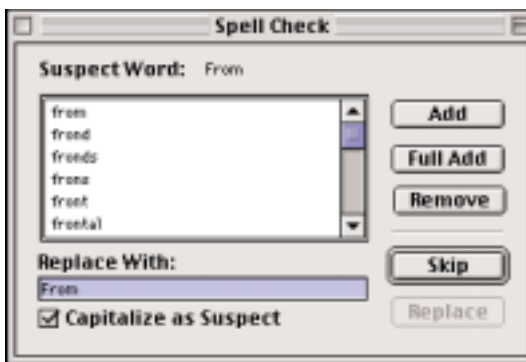 Spell Check
Suspect Word: From
from
frond
fronds
frons
front
frontal
Add
Full Add
Remove
Replace With:
From
Capitalize as Suspect
Skip
Replace